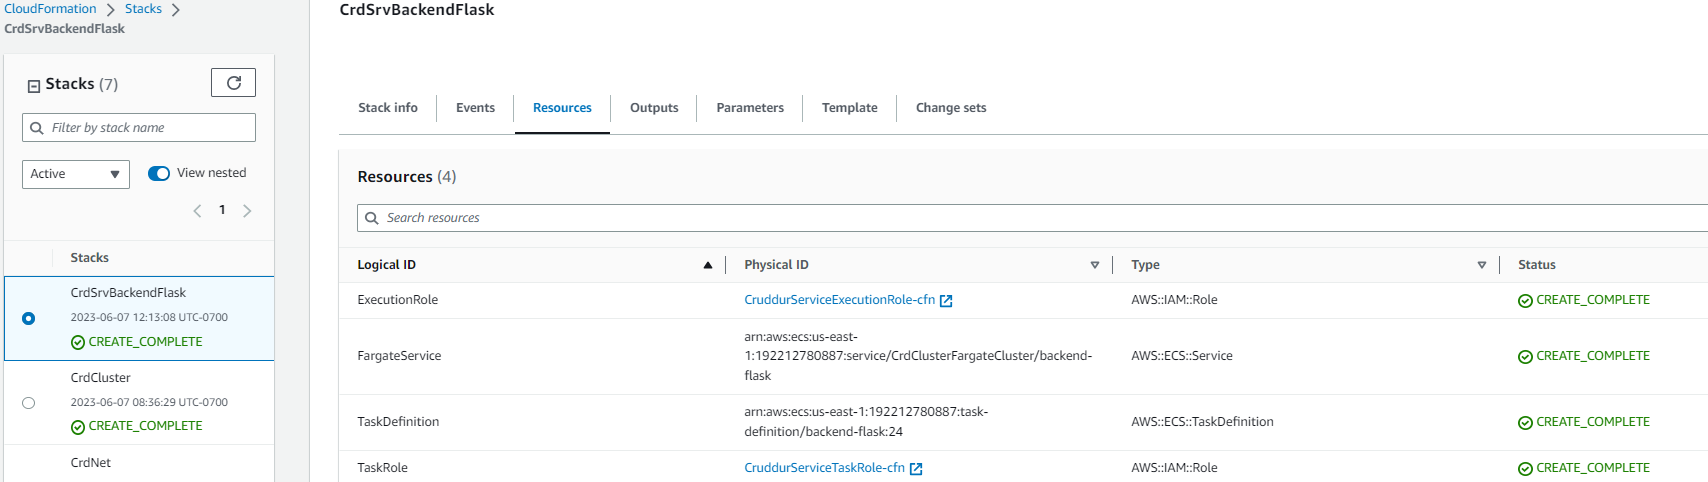 CloudFormation > Stacks >
CrdSrvBackendFlask
Stacks (7)
Filter by stack name
Active
View nested
< 1 >
Stacks
CrdSrvBackendFlask
2023-06-07 12:13:08 UTC-0700
CREATE_COMPLETE
CrdCluster
2023-06-07 08:36:29 UTC-0700
CREATE_COMPLETE
CrdNet
CrdSrvBackendFlask
Stack info
Events
Resources
Outputs
Parameters
Template
Change sets
Resources (4)
Search resources
Logical ID
Physical ID
Type
Status
ExecutionRole
CruddurServiceExecutionRole-cfn
AWS::IAM::Role
CREATE_COMPLETE
FargateService
arn:aws:ecs:us-east-
1:192212780887:service/CrdClusterFargateCluster/backend-
flask
AWS::ECS::Service
CREATE_COMPLETE
TaskDefinition
arn:aws:ecs:us-east-1:192212780887:task-
definition/backend-flask:24
AWS::ECS::TaskDefinition
CREATE_COMPLETE
TaskRole
CruddurServiceTaskRole-cfn
AWS::IAM::Role
CREATE_COMPLETE